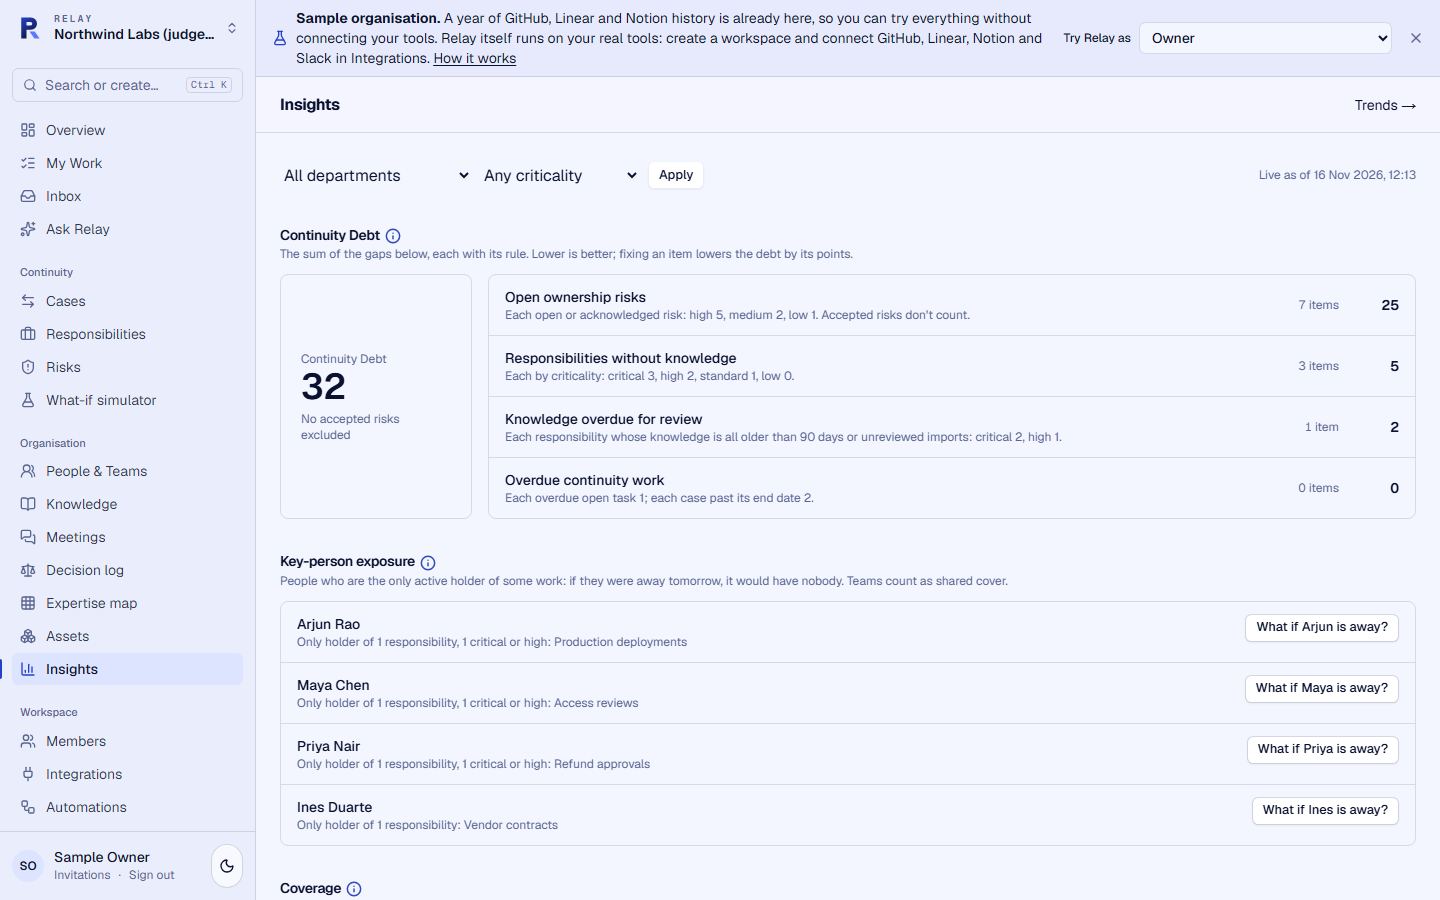 RELAY
Northwind Labs (judge...
Search or create...
Ctrl K
Overview
My Work
Inbox
Ask Relay
Continuity
Cases
Responsibilities
Risks
What-if simulator
Organisation
People & Teams
Knowledge
Meetings
Decision log
Expertise map
Assets
Insights
Workspace
Members
Integrations
Automations
SO
Sample Owner
Invitations · Sign out
Sample organisation. A year of GitHub, Linear and Notion history is already here, so you can try everything without
connecting your tools. Relay itself runs on your real tools: create a workspace and connect GitHub, Linear, Notion and
Slack in Integrations. How it works
Try Relay as
Owner
Insights
Trends →
All departments
Any criticality
Apply
Live as of 16 Nov 2026, 12:13
Continuity Debt
The sum of the gaps below, each with its rule. Lower is better; fixing an item lowers the debt by its points.
Continuity Debt
32
No accepted risks
excluded
Open ownership risks
Each open or acknowledged risk: high 5, medium 2, low 1. Accepted risks don't count.
7 items
25
Responsibilities without knowledge
Each by criticality: critical 3, high 2, standard 1, low 0.
3 items
5
Knowledge overdue for review
Each responsibility whose knowledge is all older than 90 days or unreviewed imports: critical 2, high 1.
1 item
2
Overdue continuity work
Each overdue open task 1; each case past its end date 2.
0 items
0
Key-person exposure
People who are the only active holder of some work: if they were away tomorrow, it would have nobody. Teams count as shared cover.
Arjun Rao
Only holder of 1 responsibility, 1 critical or high: Production deployments
What if Arjun is away?
Maya Chen
Only holder of 1 responsibility, 1 critical or high: Access reviews
What if Maya is away?
Priya Nair
Only holder of 1 responsibility, 1 critical or high: Refund approvals
What if Priya is away?
Ines Duarte
Only holder of 1 responsibility: Vendor contracts
What if Ines is away?
Coverage